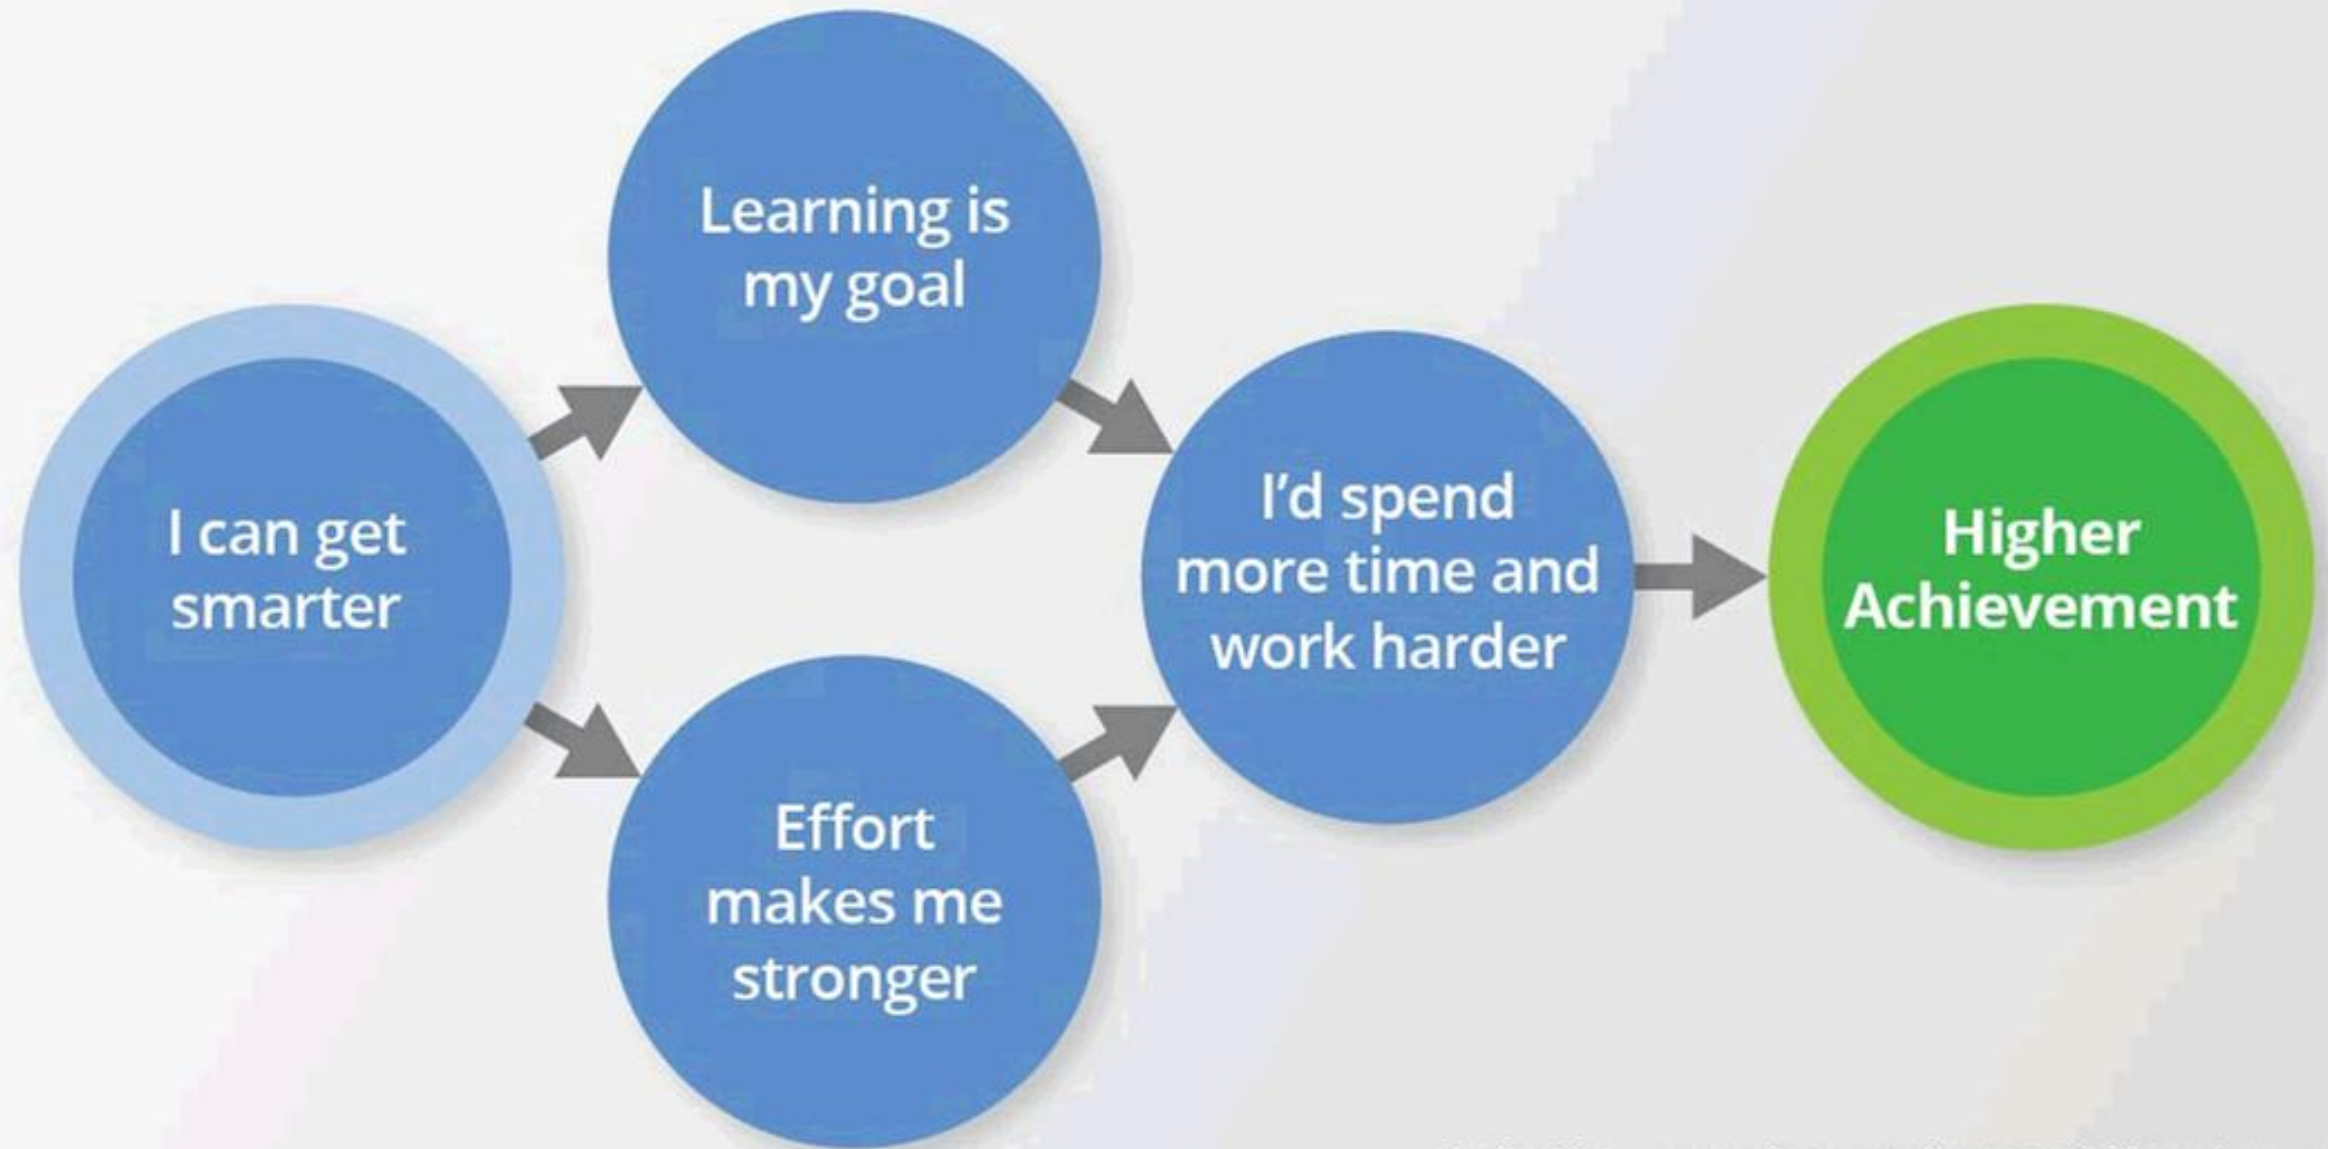 Learning is
my goal
I can get
smarter
I’d spend
more time and
work harder
Higher
Achievement
Effort
makes me
stronger